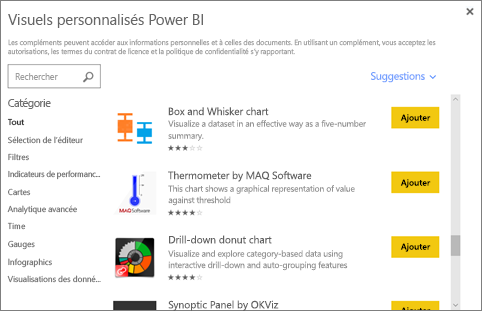 Visuels personnalisés Power BI
Les compléments peuvent accéder aux informations personnelles et à celles des documents. En utilisant un complément, vous acceptez les
autorisations, les termes du contrat de licence et la politique de confidentialité s'y rapportant.
Rechercher
Suggestions
Catégorie
Tout
Sélection de l'éditeur
Filtres
Indicateurs de performanc...
Cartes
Analytique avancée
Time
Gauges
Infographics
Visualisations des donné...
Box and Whisker chart
Visualize a dataset in an effective way as a five-number
summary.
Ajouter
MAQ Software
Thermometer by MAQ Software
This chart shows a graphical representation of value
against threshold
Ajouter
Drill-down donut chart
Visualize and explore category-based data using
interactive drill-down and auto-grouping features
Ajouter
Synoptic Panel by OKViz
Ajouter